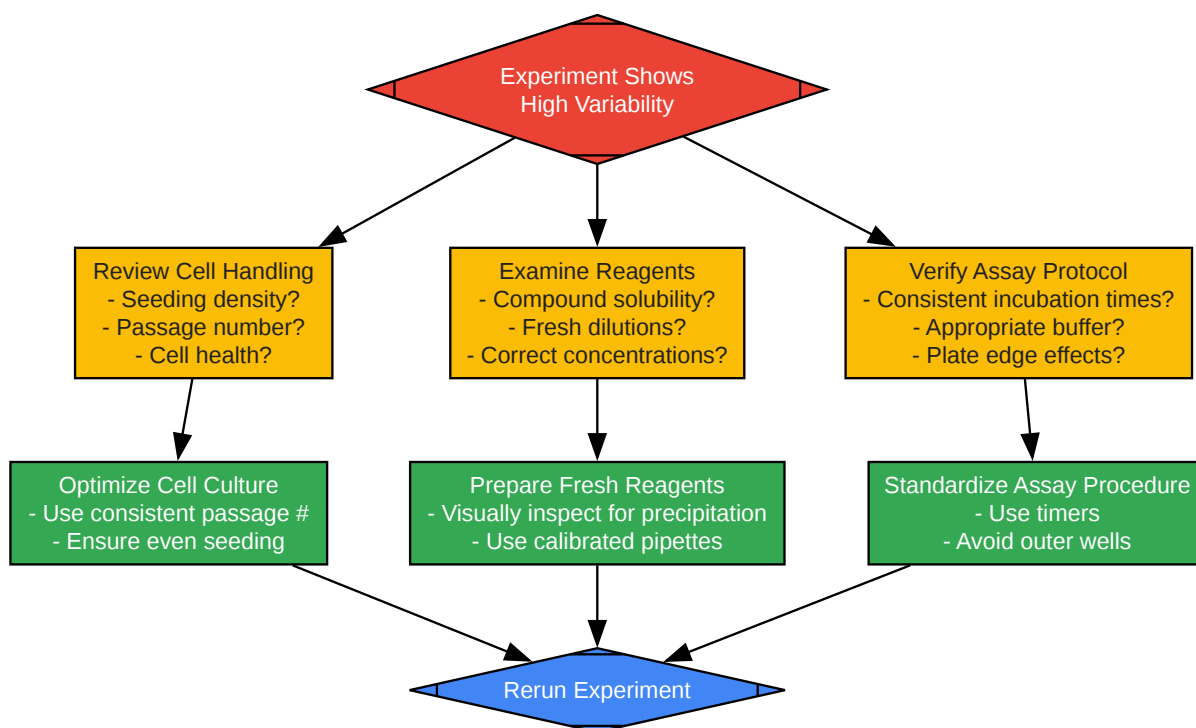 Experiment Shows
High Variability
Review Cell Handling
- Seeding density?
- Passage number?
- Cell health?
Examine Reagents
- Compound solubility?
- Fresh dilutions?
- Correct concentrations?
Verify Assay Protocol
- Consistent incubation times?
- Appropriate buffer?
- Plate edge effects?
Optimize Cell Culture
- Use consistent passage #
- Ensure even seeding
Prepare Fresh Reagents
- Visually inspect for precipitation
- Use calibrated pipettes
Standardize Assay Procedure
- Use timers
- Avoid outer wells
Rerun Experiment